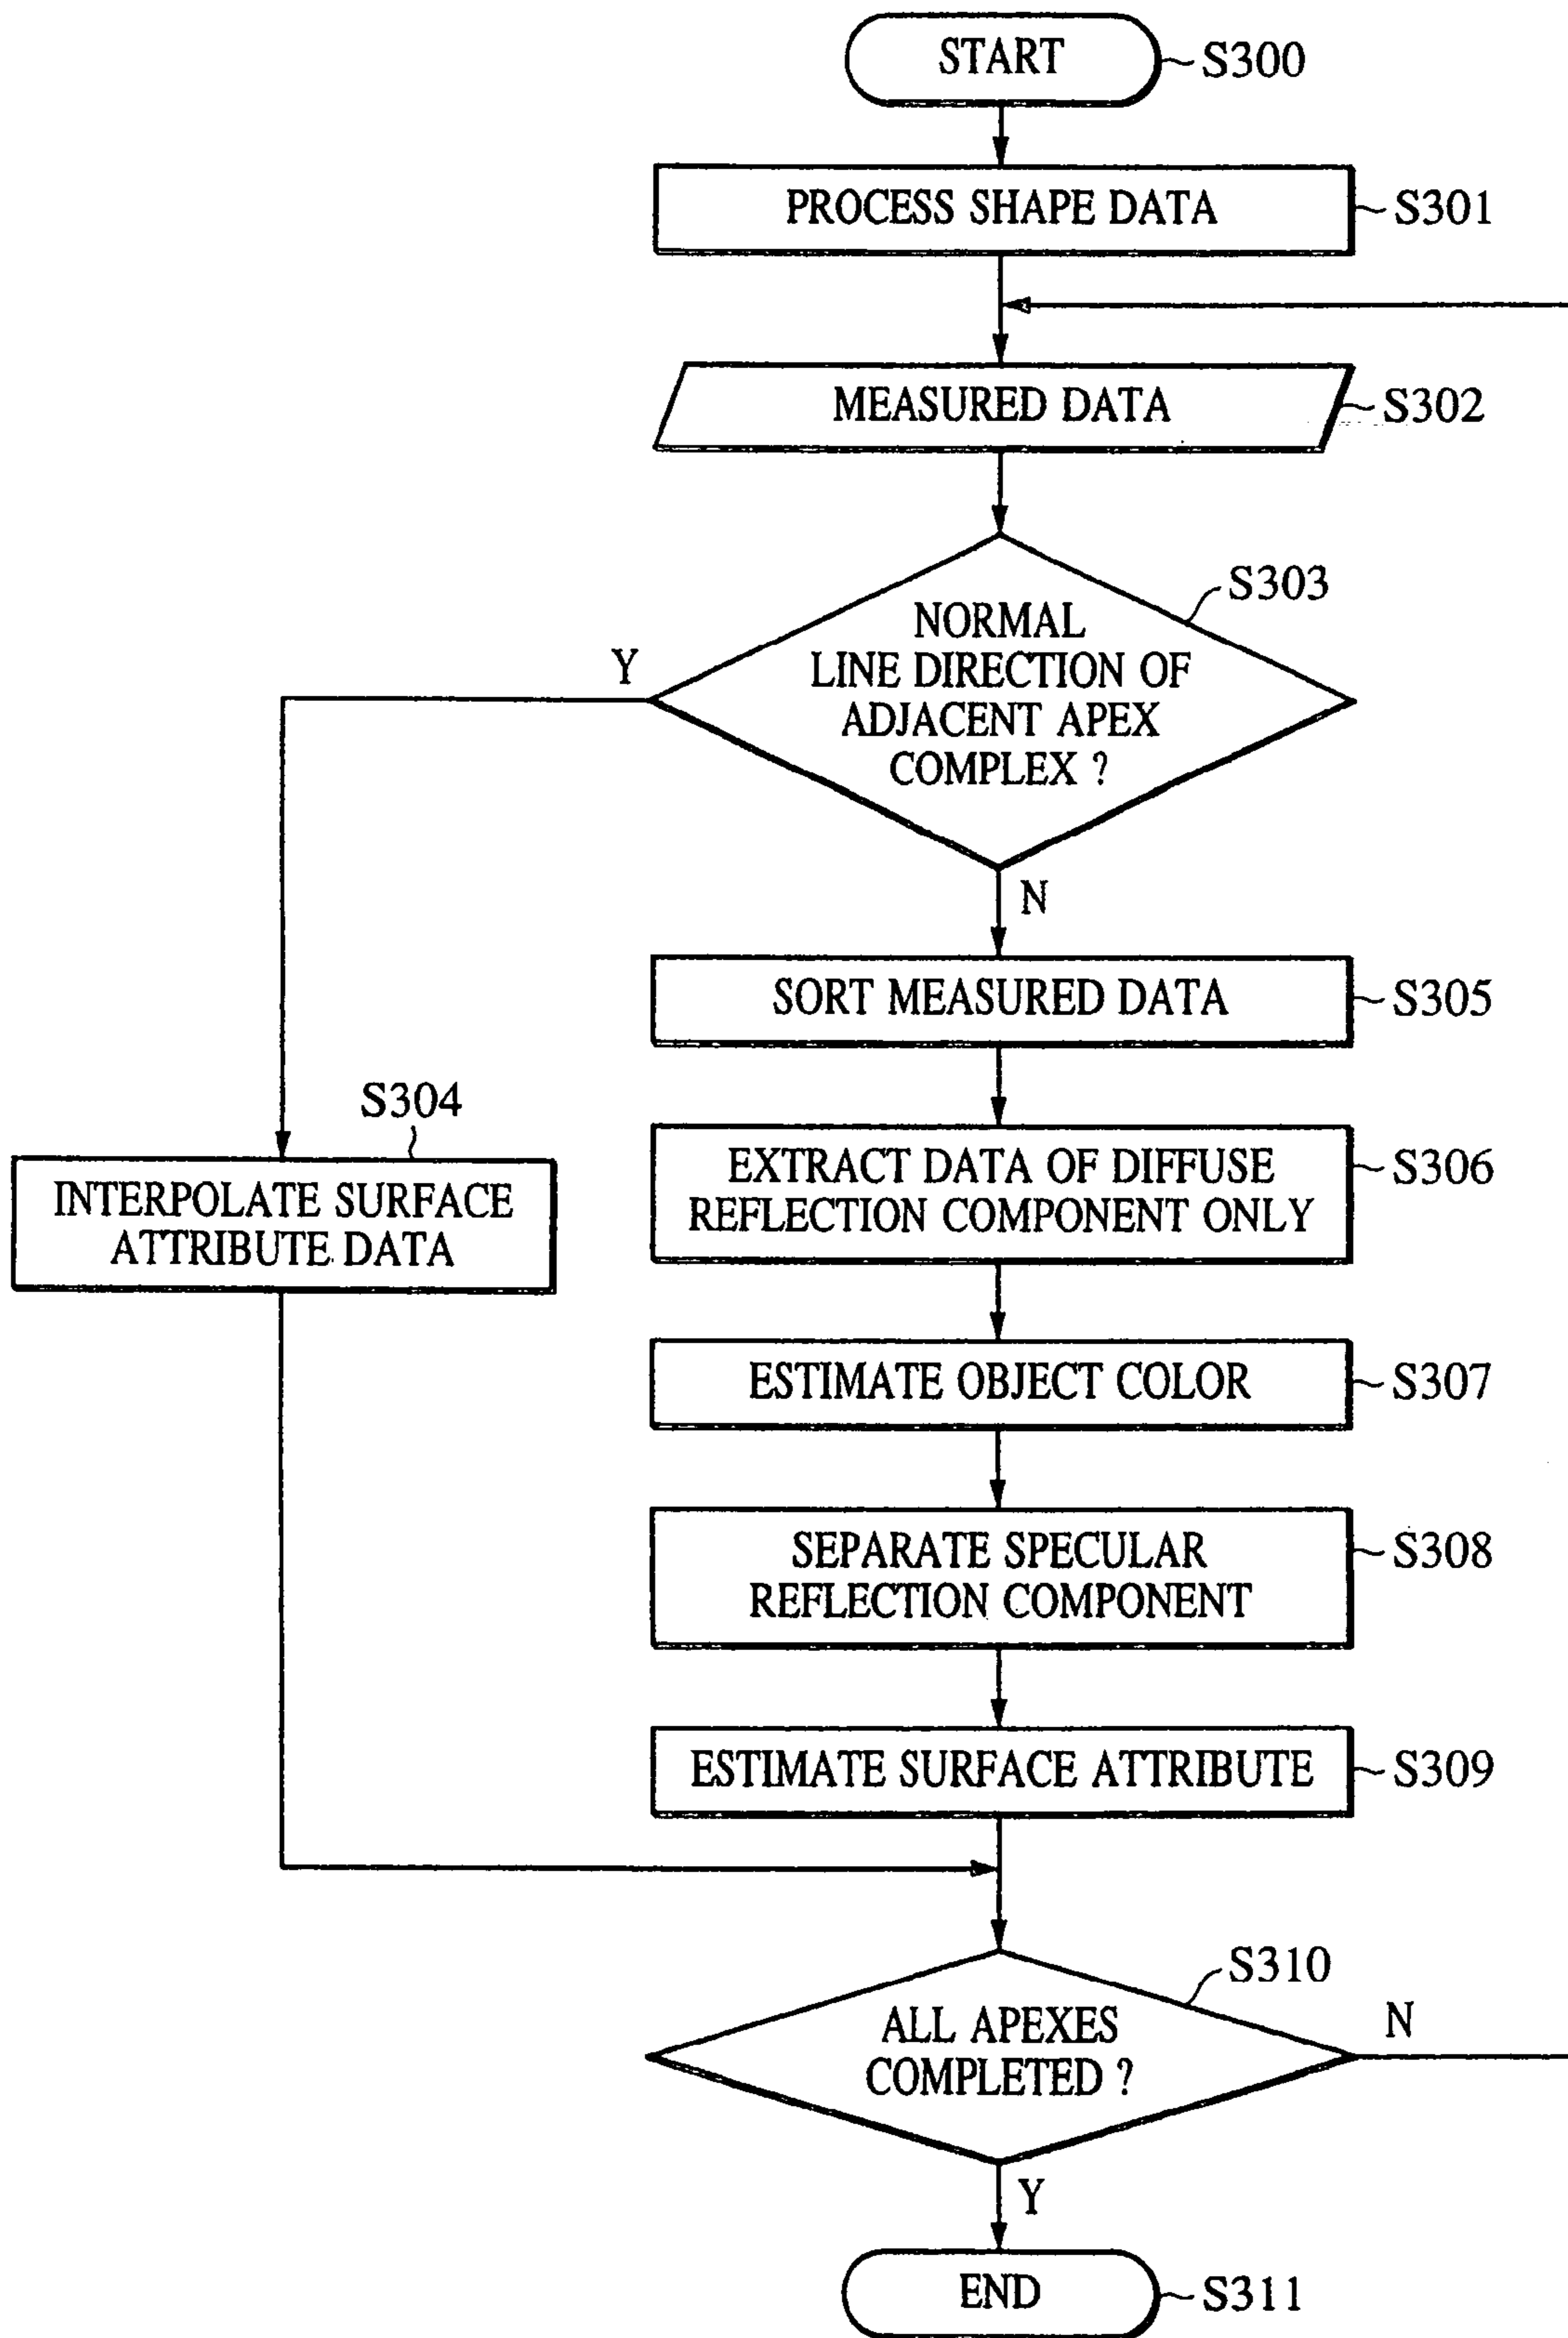 START
S300
PROCESS SHAPE DATA
S301
MEASURED DATA
S302
S303
NORMAL
LINE DIRECTION OF
ADJACENT APEX
COMPLEX ?
Y
N
SORT MEASURED DATA
S305
S304
INTERPOLATE SURFACE
ATTRIBUTE DATA
EXTRACT DATA OF DIFFUSE
REFLECTION COMPONENT ONLY
S306
ESTIMATE OBJECT COLOR
S307
SEPARATE SPECULAR
REFLECTION COMPONENT
S308
ESTIMATE SURFACE ATTRIBUTE
S309
S310
ALL APEXES
COMPLETED ?
N
Y
END
S311